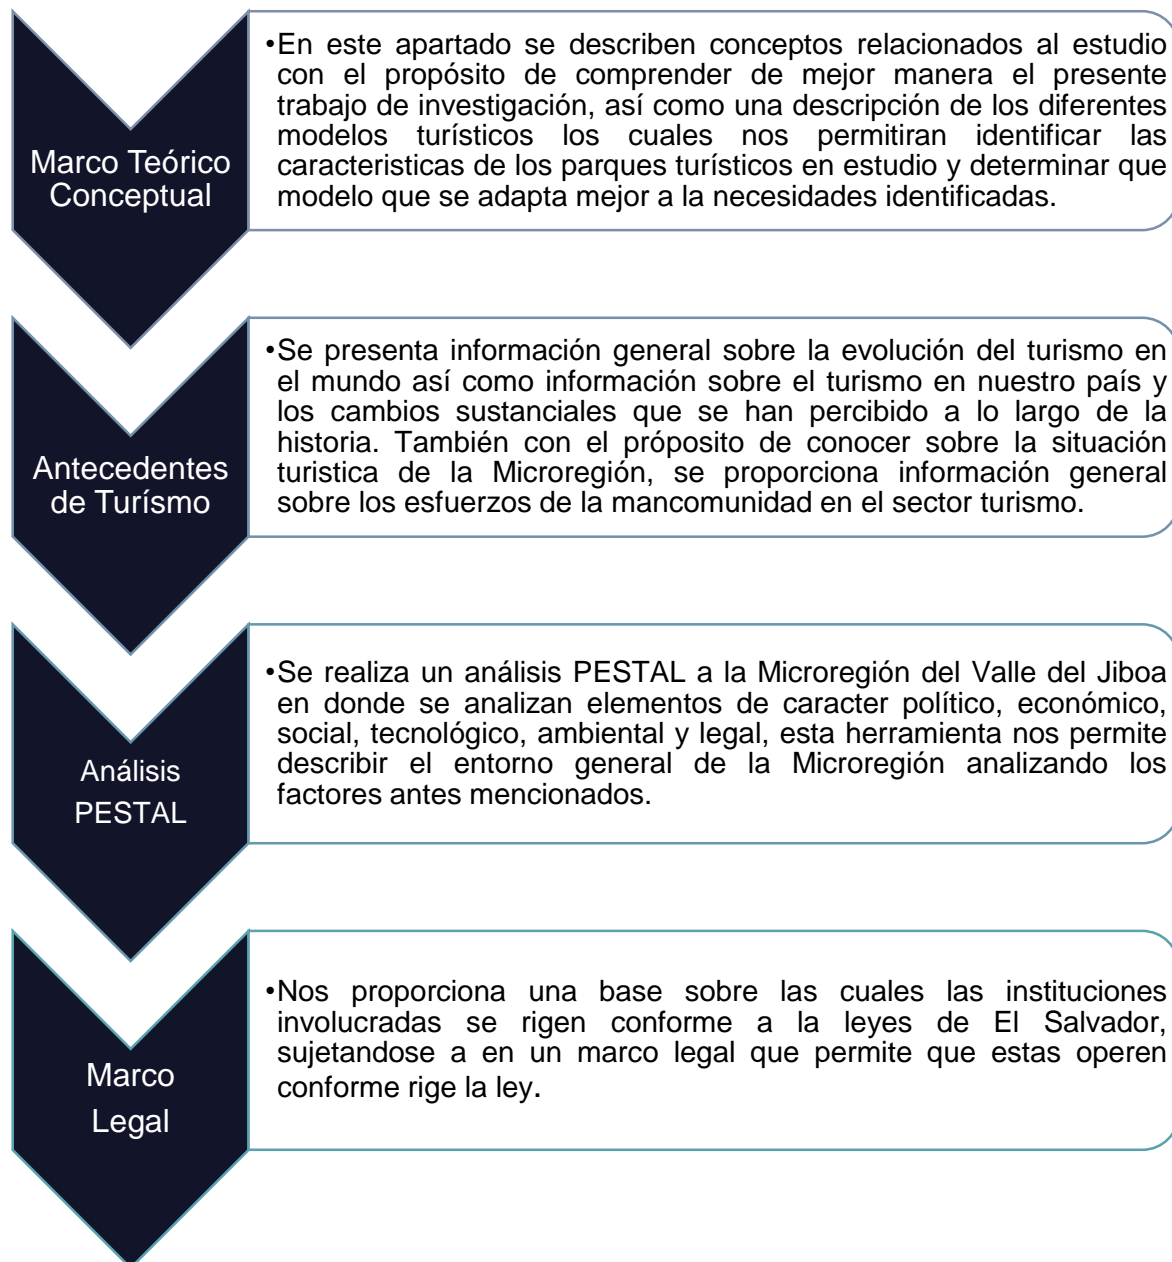 Marco Teórico
Conceptual
•En este apartado se describen conceptos relacionados al estudio
con el propósito de comprender de mejor manera el presente
trabajo de investigación, así como una descripción de los diferentes
modelos turísticos los cuales nos permitiran identificar las
caracteristicas de los parques turísticos en estudio y determinar que
modelo que se adapta mejor a la necesidades identificadas.
Antecedentes
de Turísmo
•Se presenta información general sobre la evolución del turismo en
el mundo así como información sobre el turismo en nuestro país y
los cambios sustanciales que se han percibido a lo largo de la
historia. También con el próposito de conocer sobre la situación
turistica de la Microregión, se proporciona información general
sobre los esfuerzos de la mancomunidad en el sector turismo.
Análisis
PESTAL
•Se realiza un análisis PESTAL a la Microregión del Valle del Jiboa
en donde se analizan elementos de caracter político, económico,
social, tecnológico, ambiental y legal, esta herramienta nos permite
describir el entorno general de la Microregión analizando los
factores antes mencionados.
Marco
Legal
•Nos proporciona una base sobre las cuales las instituciones
involucradas se rigen conforme a la leyes de El Salvador,
sujetandose a en un marco legal que permite que estas operen
conforme rige la ley.